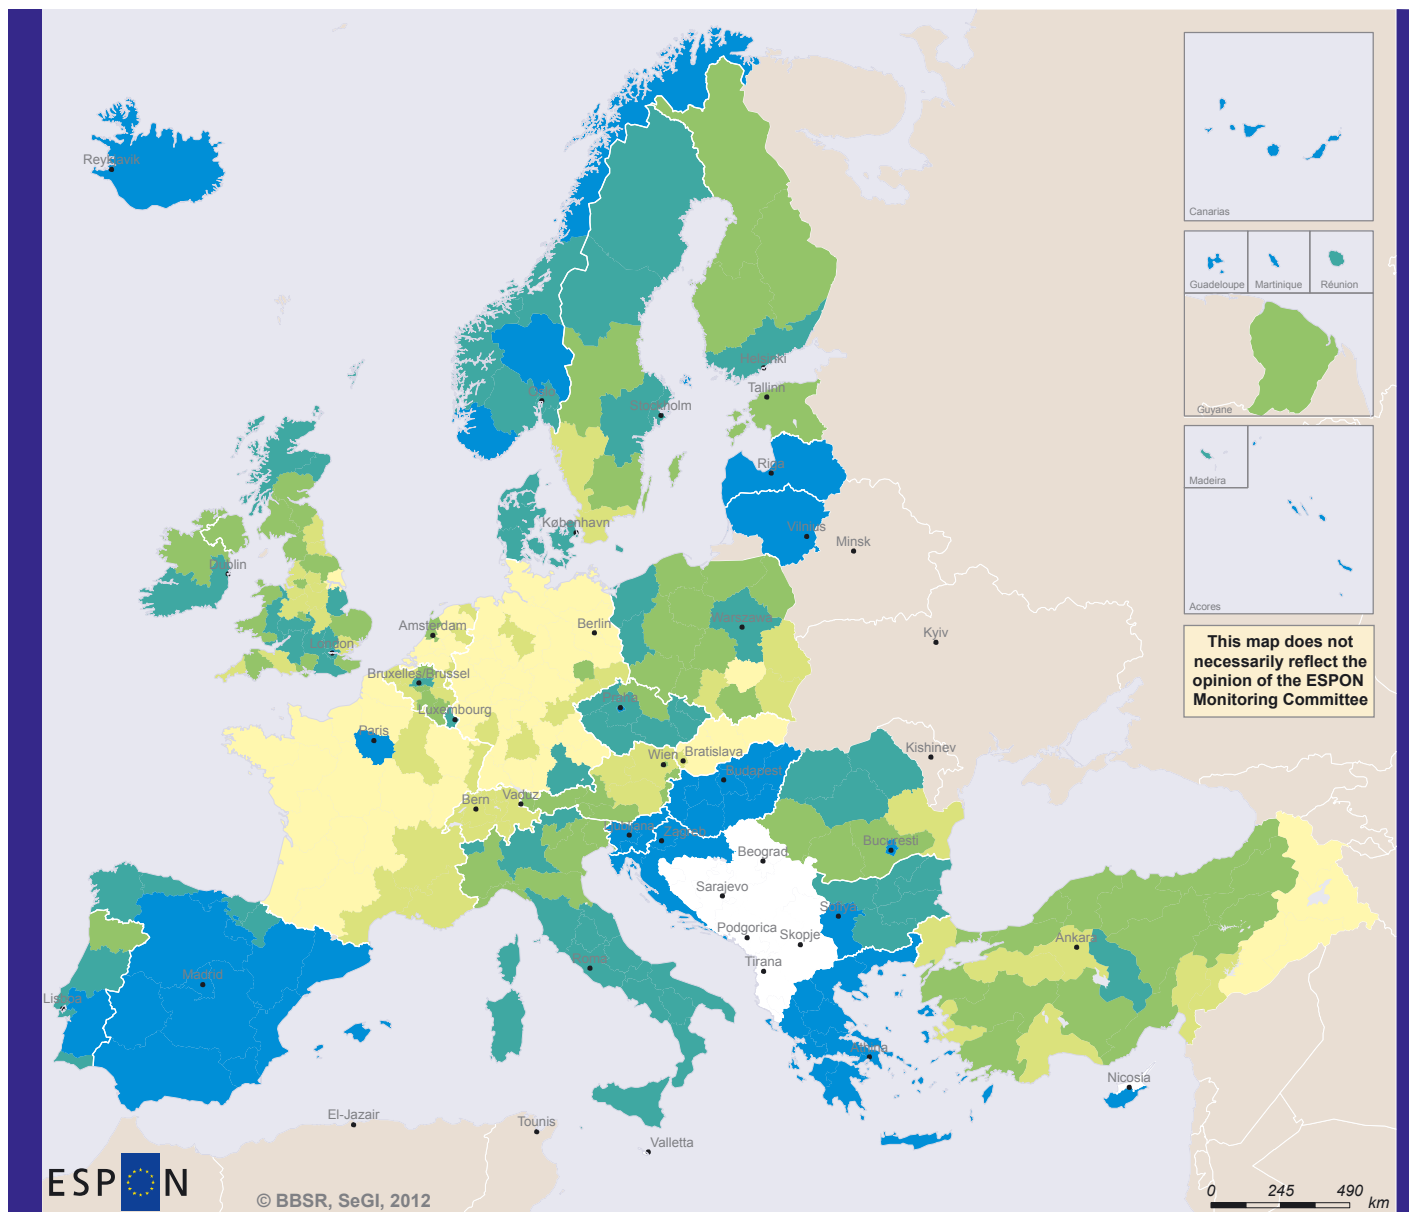 Reykjavik
Canarias
Guadeloupe
Martinique
Réunion
Guyane
Madeira
Acores
This map does not
necessarily reflect the
opinion of the ESPON
Monitoring Committee
Oslo
Stockholm
Helsinki
Tallinn
Riga
Vilnius
Minsk
København
Dublin
London
Amsterdam
Berlin
Warszawa
Kyiv
Bruxelles/Brussel
Luxembourg
Praha
Paris
Wien
Bratislava
Budapest
Kishinev
Bern
Vaduz
Ljubljana
Zagreb
Beograd
Bucuresti
Sarajevo
Sofiya
Podgorica
Skopje
Tirana
Ankara
Roma
Madrid
Lisboa
Athina
Nicosia
El-Jazair
Tounis
Valletta
ESPON
© BBSR, SeGI, 2012
0 245 490
km